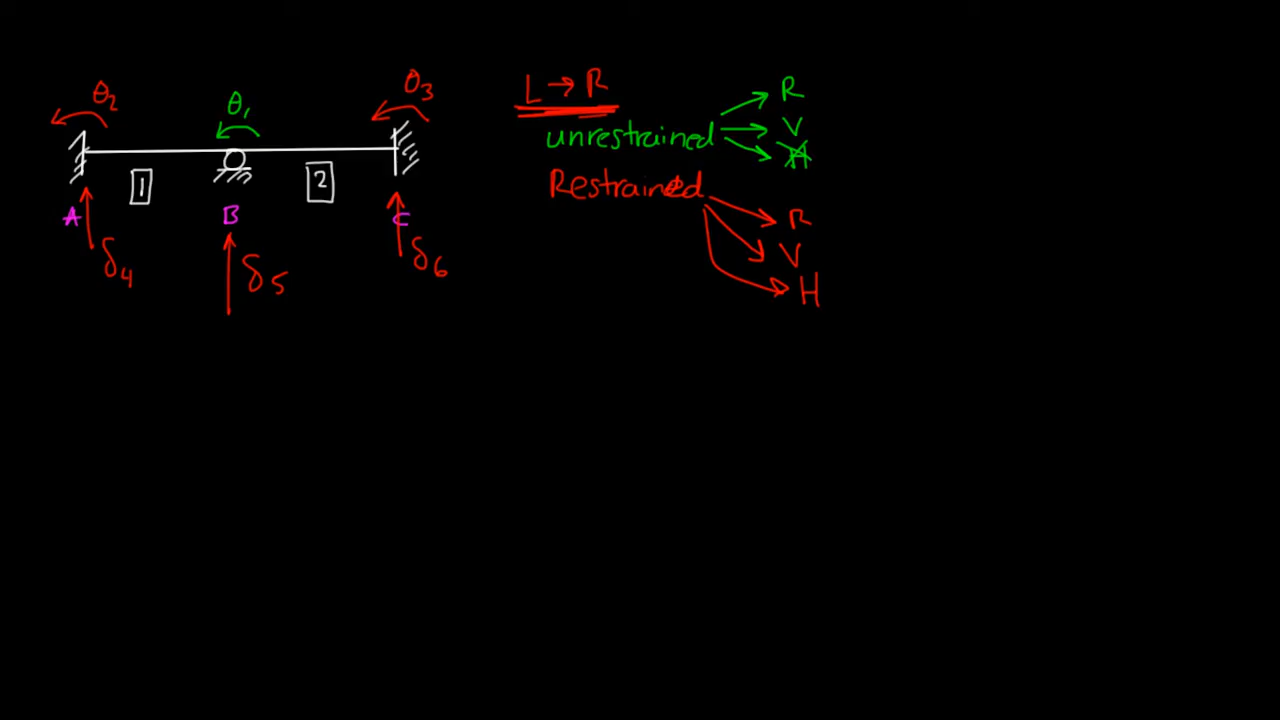 θ2
θ1
θ3
1
2
A
B
C
δ4
δ5
δ6
L → R
unrestrained
R
V
H
Restrained
R
V
H